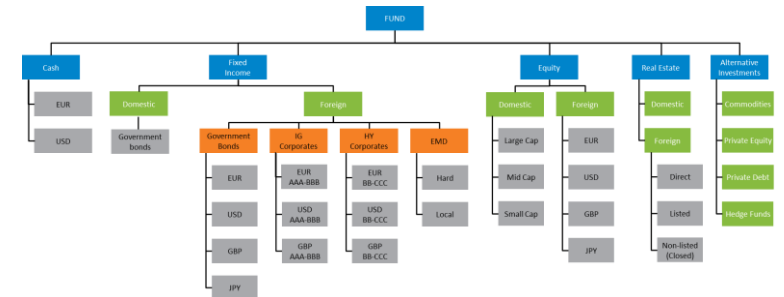 FUND
Cash
Fixed
Income
Equity
Real Estate
Alternative
Investments
EUR
USD
Domestic
Foreign
Government
bonds
Government
Bonds
IG
Corporates
HY
Corporates
EMD
EUR
USD
GBP
JPY
EUR
AAA-BBB
USD
AAA-BBB
GBP
AAA-BBB
EUR
BB-CCC
USD
BB-CCC
GBP
BB-CCC
Hard
Local
Domestic
Foreign
Large Cap
Mid Cap
Small Cap
EUR
USD
GBP
JPY
Domestic
Foreign
Direct
Listed
Non-listed
(Closed)
Commodities
Private Equity
Private Debt
Hedge Funds